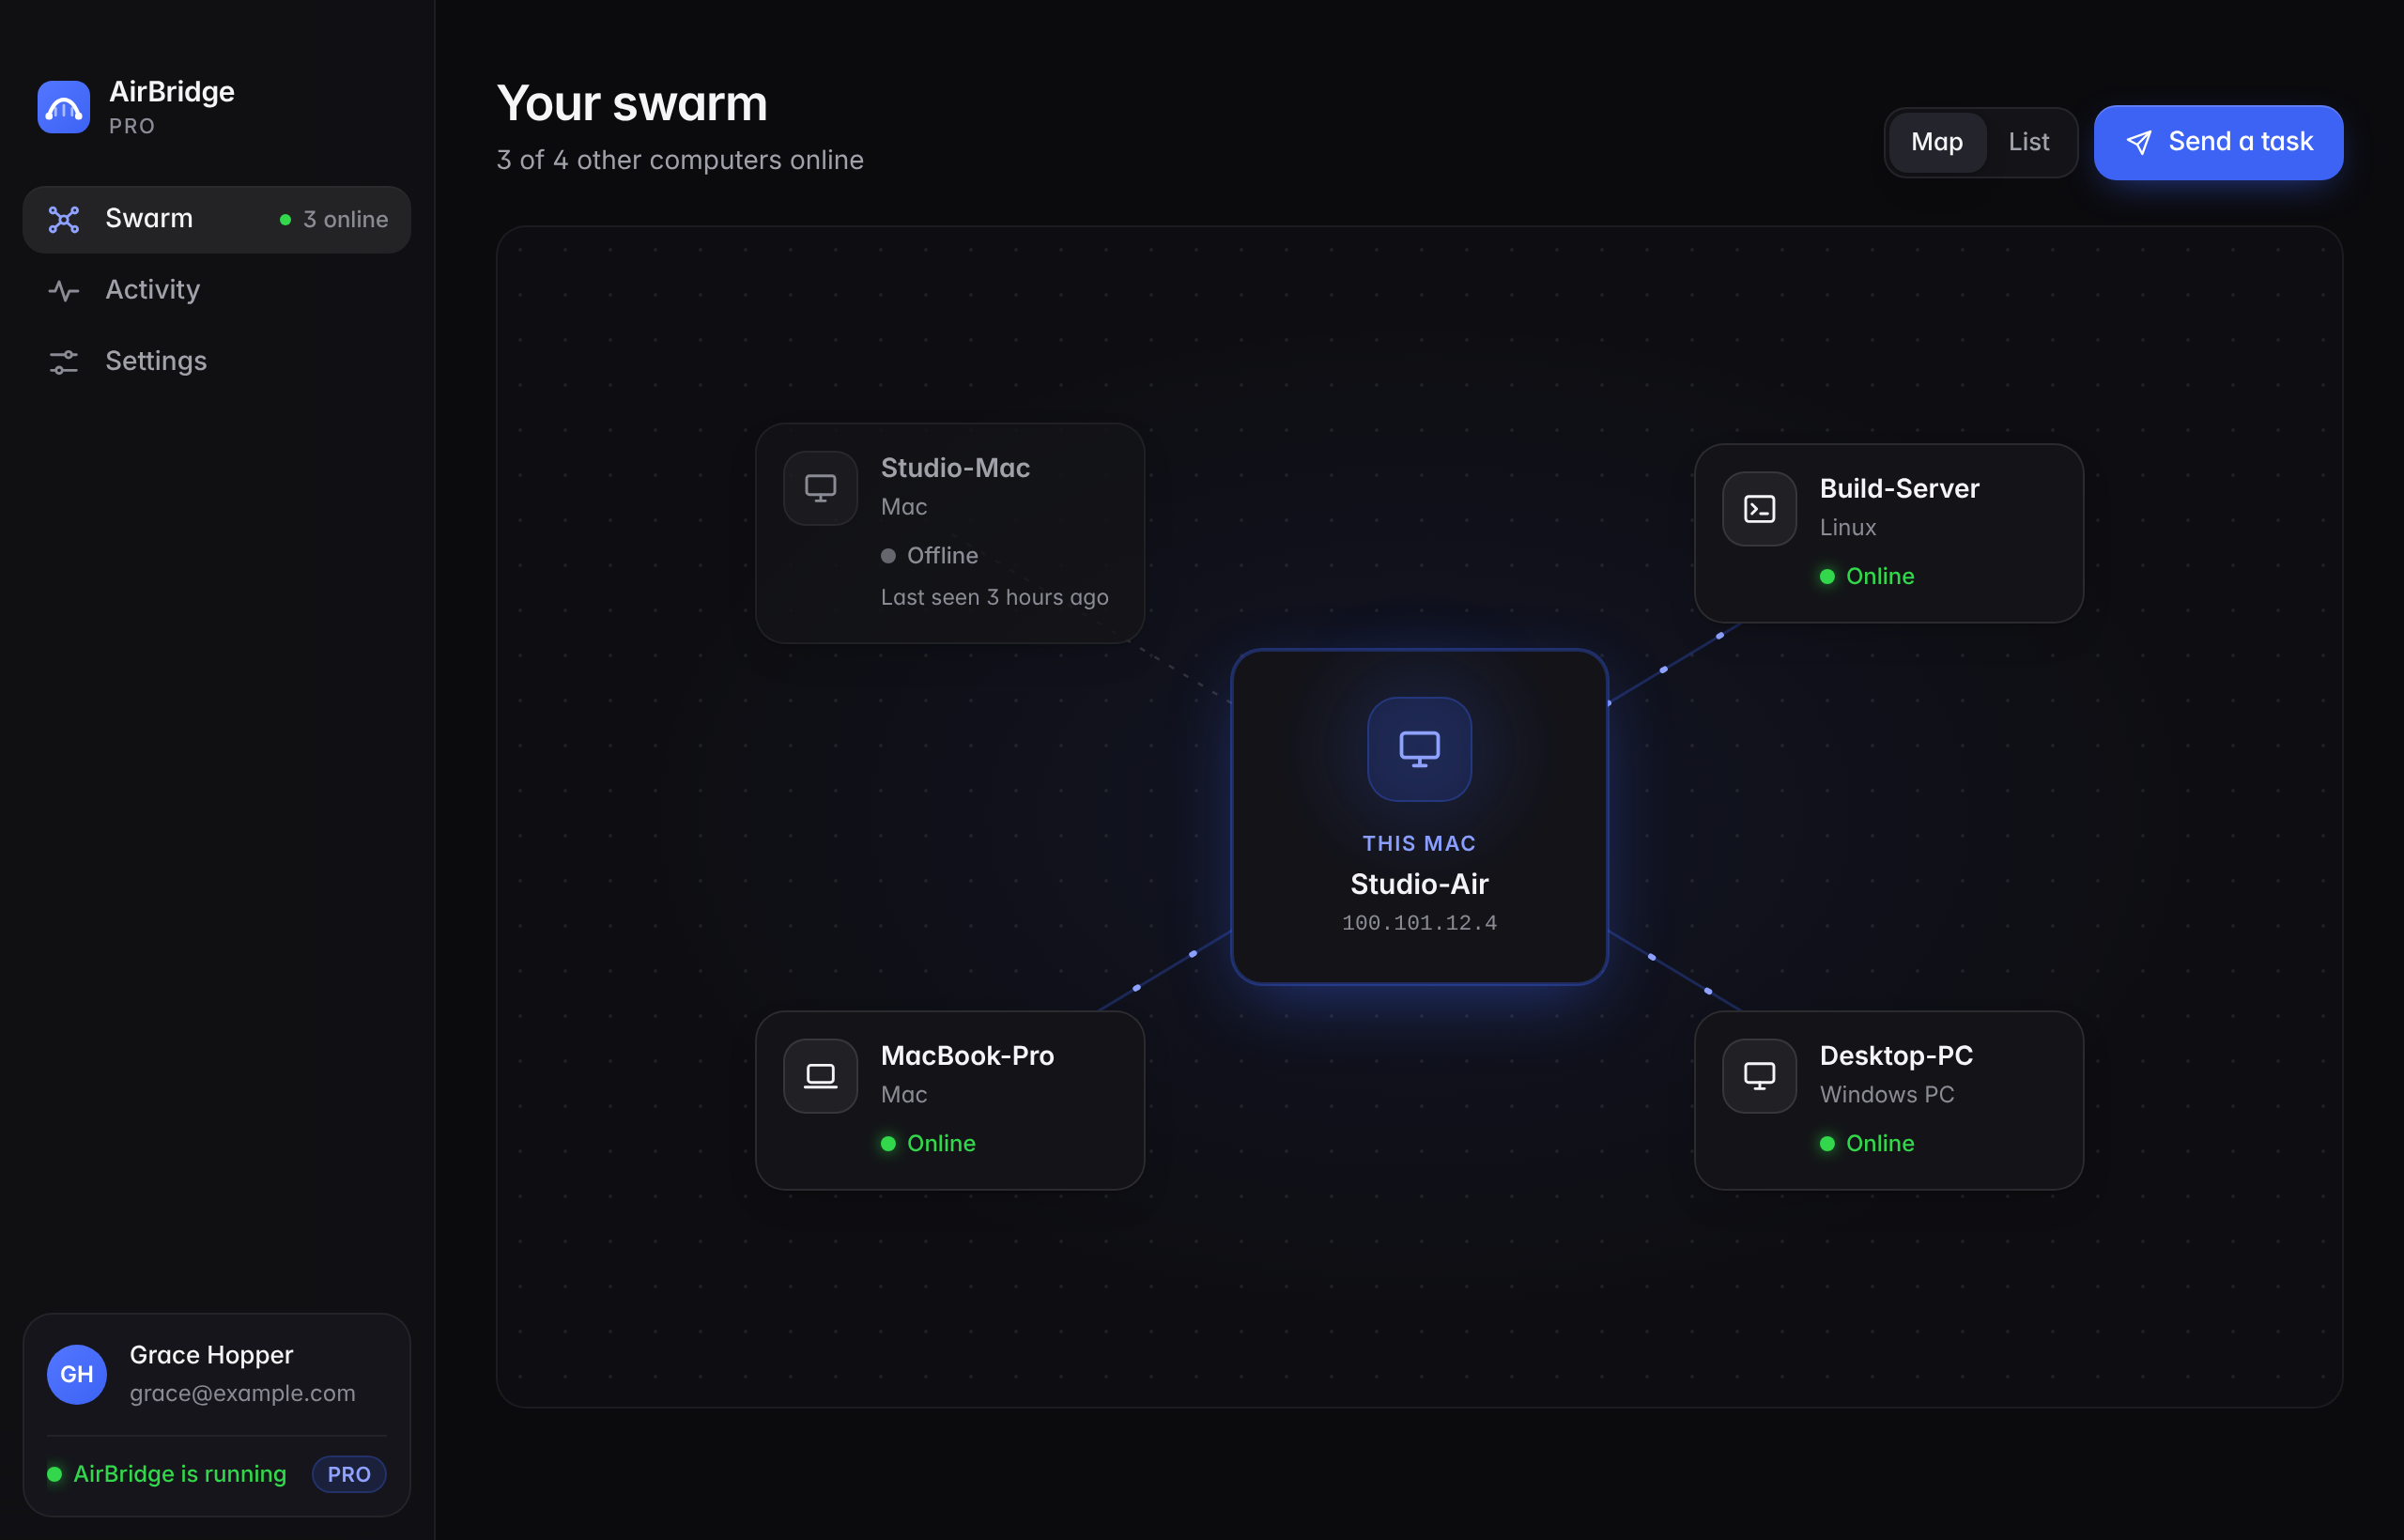 AirBridge
PRO
Swarm
3 online
Activity
Settings
Grace Hopper
GH
grace@example.com
AirBridge is running
PRO
Your swarm
3 of 4 other computers online
Map
List
Send a task
Studio-Mac
Mac
Offline
Last seen 3 hours ago
Build-Server
Linux
Online
THIS MAC
Studio-Air
100.101.12.4
MacBook-Pro
Mac
Online
Desktop-PC
Windows PC
Online